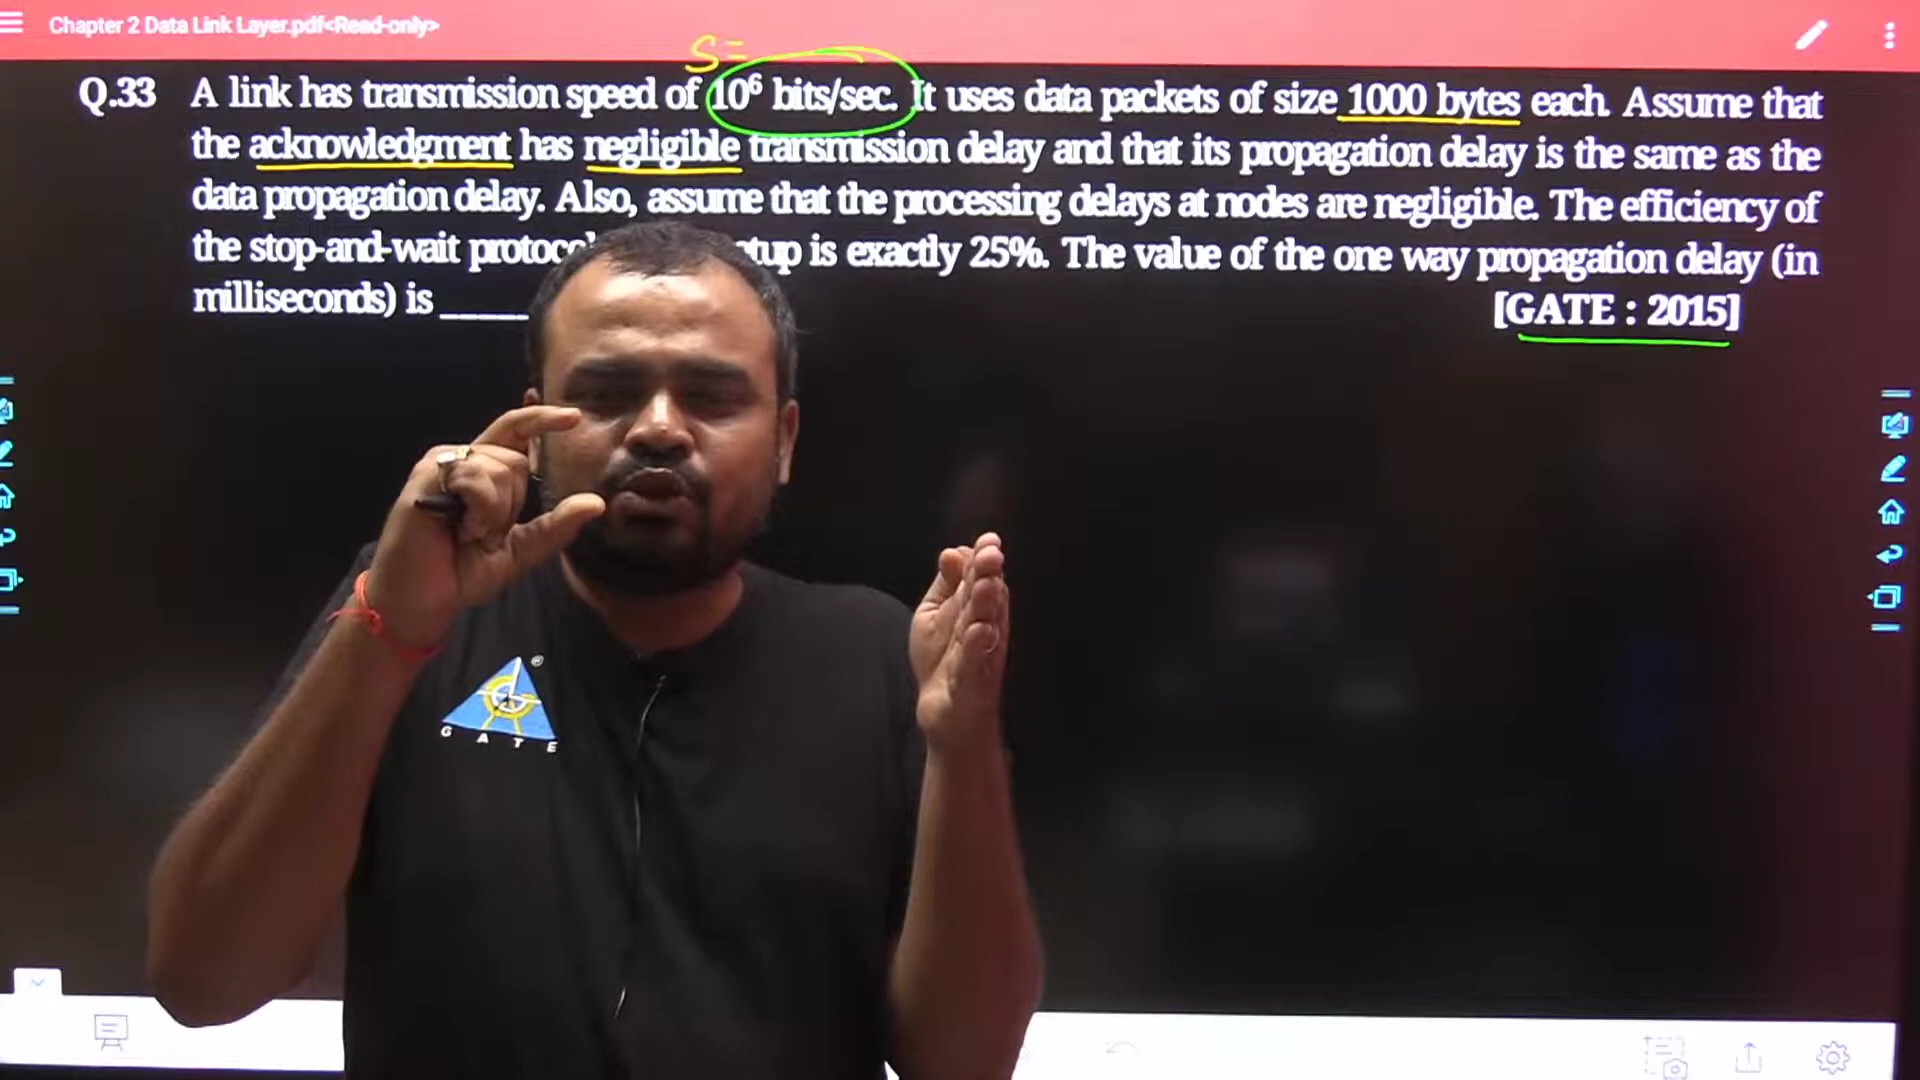 Chapter 2 Data Link Layer.pdf<Read-only>
S=
Q.33 A link has transmission speed of 10⁶ bits/sec. It uses data packets of size 1000 bytes each. Assume that
the acknowledgment has negligible transmission delay and that its propagation delay is the same as the
data propagation delay. Also, assume that the processing delays at nodes are negligible. The efficiency of
the stop-and-wait is exactly 25%. The value of the one way propagation delay (in
milliseconds) is _____
[GATE : 2015]
GATE